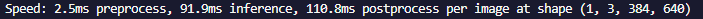 Speed: 2.5ms preprocess, 91.9ms inference, 110.8ms postprocess per image at shape (1, 3, 384, 640)